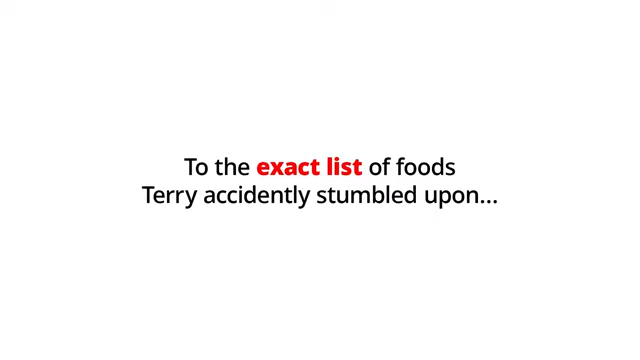 To the exact list of foods
Terry accidently stumbled upon...